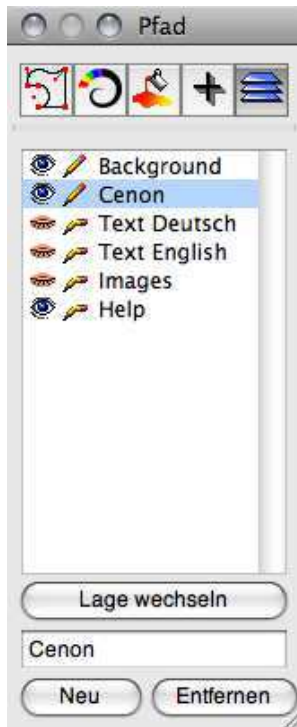 Pfad
Background
Cenon
Text Deutsch
Text English
Images
Help
Lage wechseln
Cenon
Neu Entfernen